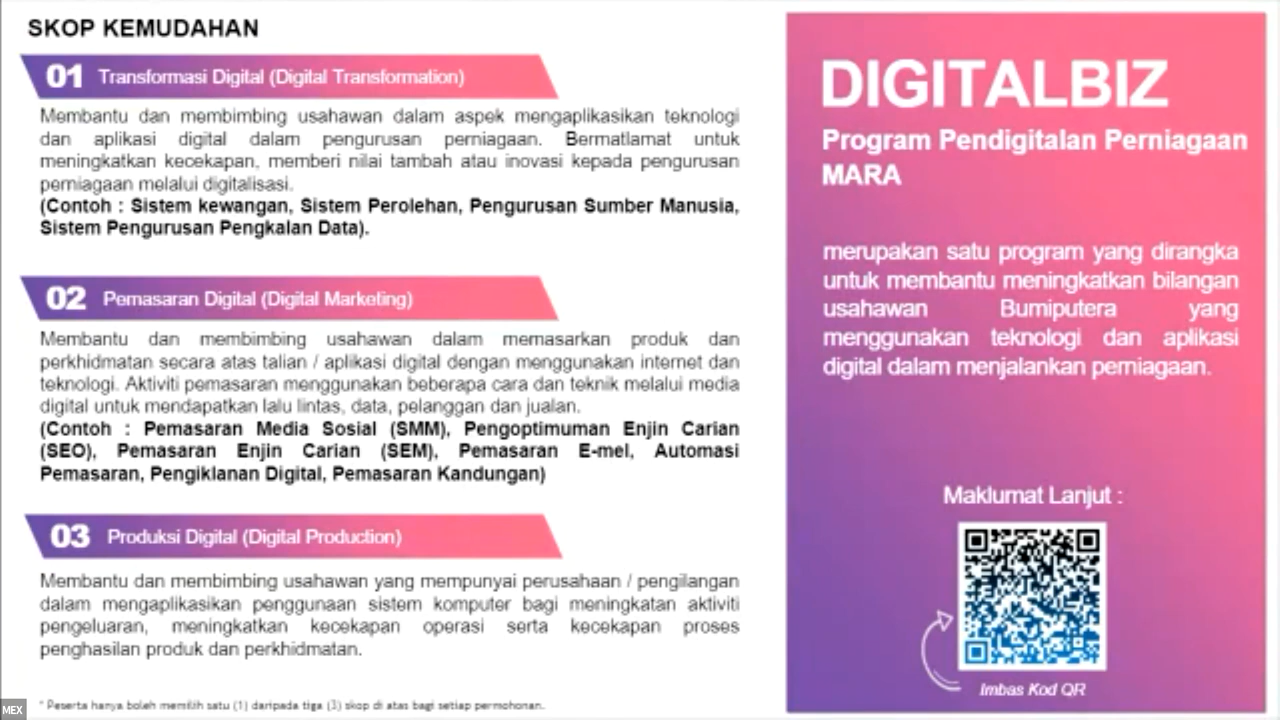 SKOP KEMUDAHAN
01 Transformasi Digital (Digital Transformation)
Membantu dan membimbing usahawan dalam aspek mengaplikasikan teknologi
dan aplikasi digital dalam pengurusan perniagaan. Bermatlamat untuk
meningkatkan kecekapan, memberi nilai tambah atau inovasi kepada pengurusan
perniagaan melalui digitalisasi.
(Contoh : Sistem kewangan, Sistem Perolehan, Pengurusan Sumber Manusia,
Sistem Pengurusan Pengkalan Data).
02 Pemasaran Digital (Digital Marketing)
Membantu dan membimbing usahawan dalam memasarkan produk dan
perkhidmatan secara atas talian / aplikasi digital dengan menggunakan internet dan
teknologi. Aktiviti pemasaran menggunakan beberapa cara dan teknik melalui media
digital untuk mendapatkan lalu lintas, data, pelanggan dan jualan.
(Contoh : Pemasaran Media Sosial (SMM), Pengoptimuman Enjin Carian
(SEO), Pemasaran Enjin Carian (SEM), Pemasaran E-mel, Automasi
Pemasaran, Pengiklanan Digital, Pemasaran Kandungan)
03 Produksi Digital (Digital Production)
Membantu dan membimbing usahawan yang mempunyai perusahaan / pengilangan
dalam mengaplikasikan penggunaan sistem komputer bagi meningkatan aktiviti
pengeluaran, meningkatkan kecekapan operasi serta kecekapan proses
penghasilan produk dan perkhidmatan.
* Peserta hanya boleh memilih satu (1) daripada tiga (3) skop di atas bagi setiap permohonan.
MEX
DIGITALBIZ
Program Pendigitalan Perniagaan
MARA
merupakan satu program yang dirangka
untuk membantu meningkatkan bilangan
usahawan Bumiputera yang
menggunakan teknologi dan aplikasi
digital dalam menjalankan perniagaan.
Maklumat Lanjut :
Imbas Kod QR